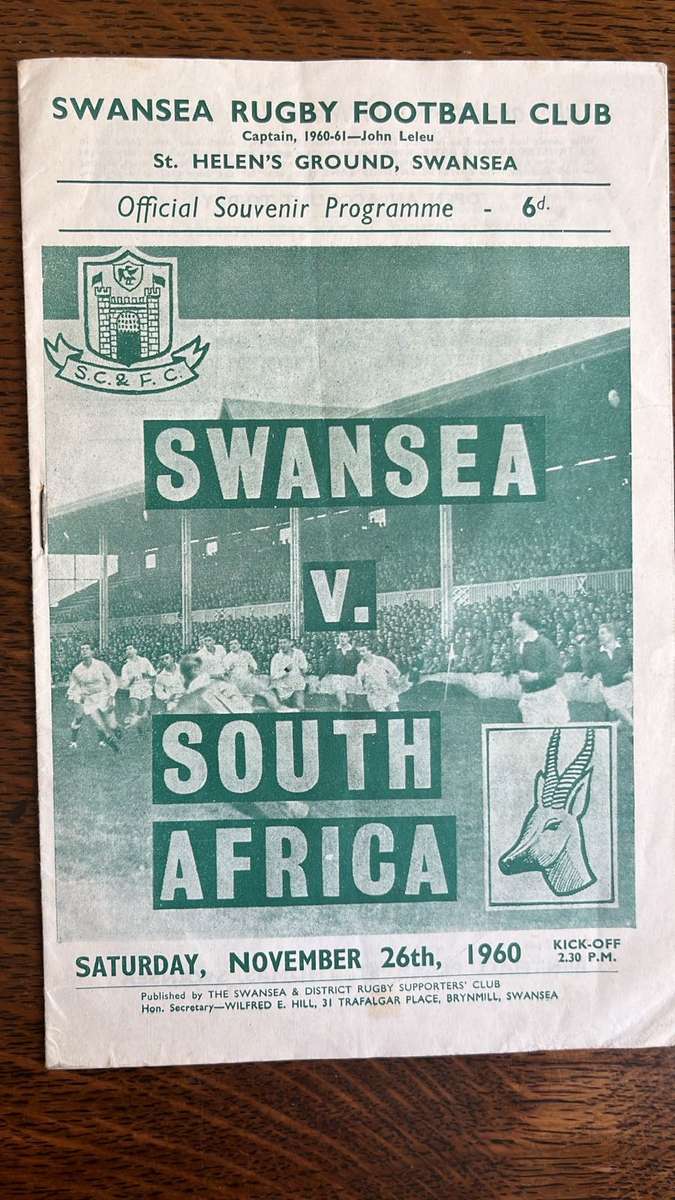 SWANSEA RUGBY FOOTBALL CLUB
Captain, 1960-61—John Leleu
St. HELEN'S GROUND, SWANSEA
Official Souvenir Programme - 6d.
S.C. & F.C.
SWANSEA
V.
SOUTH
AFRICA
SATURDAY, NOVEMBER 26th, 1960
KICK-OFF
2.30 P.M.
Published by THE SWANSEA & DISTRICT RUGBY SUPPORTERS' CLUB
Hon. Secretary—WILFRED E. HILL, 31 TRAFALGAR PLACE, BRYNMILL, SWANSEA